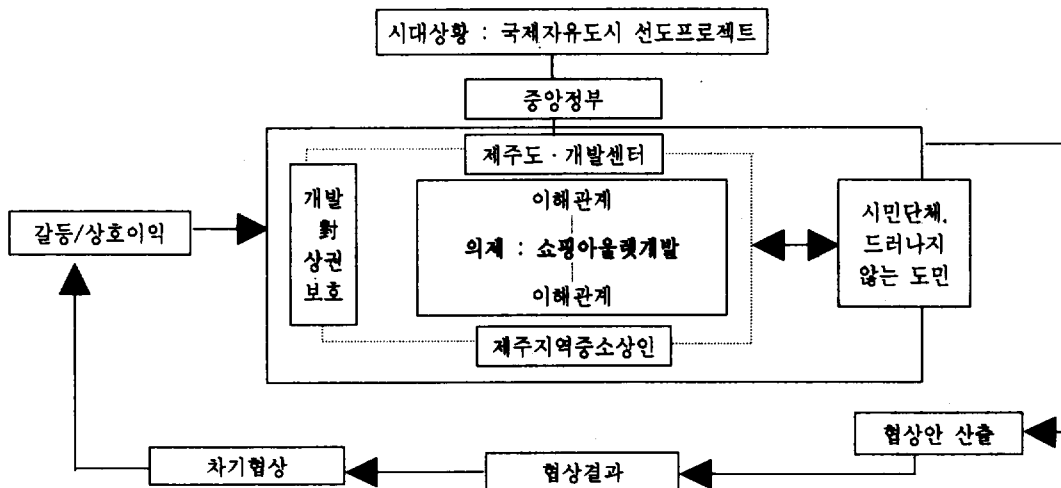 시대상황 : 국제자유도시 선도프로젝트
중앙정부
제주도 · 개발센터
개발
對
상권
보호
이해관계
의제 : 쇼핑아울렛개발
이해관계
제주지역중소상인
시민단체,
드러나지
않는 도민
갈등/상호이익
협상안 산출
협상결과
차기협상